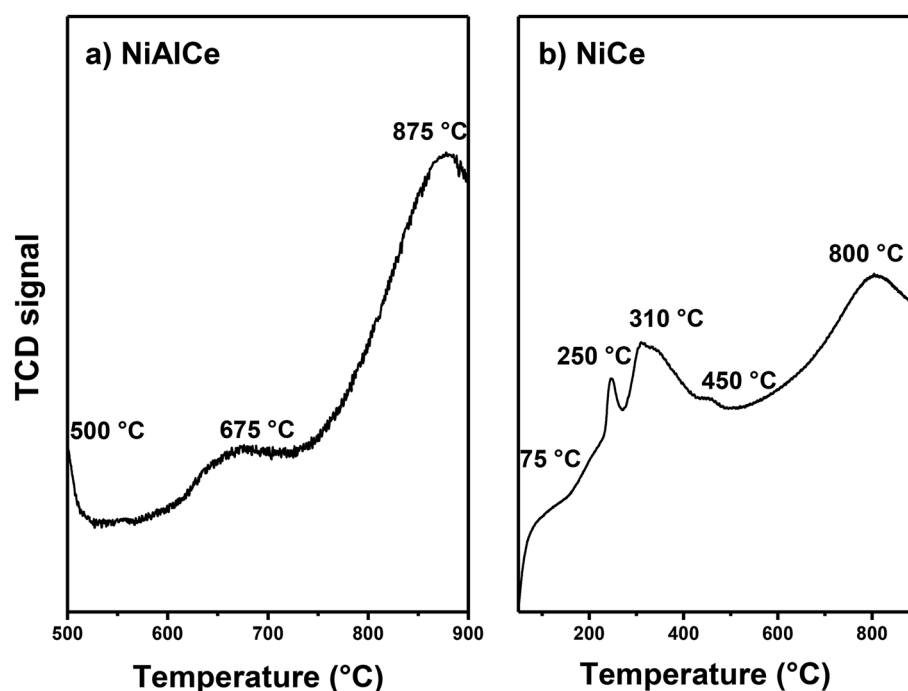 a) NiAlCe
875 °C
500 °C
675 °C
TCD signal
500
600
700
800
900
Temperature (°C)
b) NiCe
800 °C
310 °C
250 °C
450 °C
75 °C
200
400
600
800
Temperature (°C)